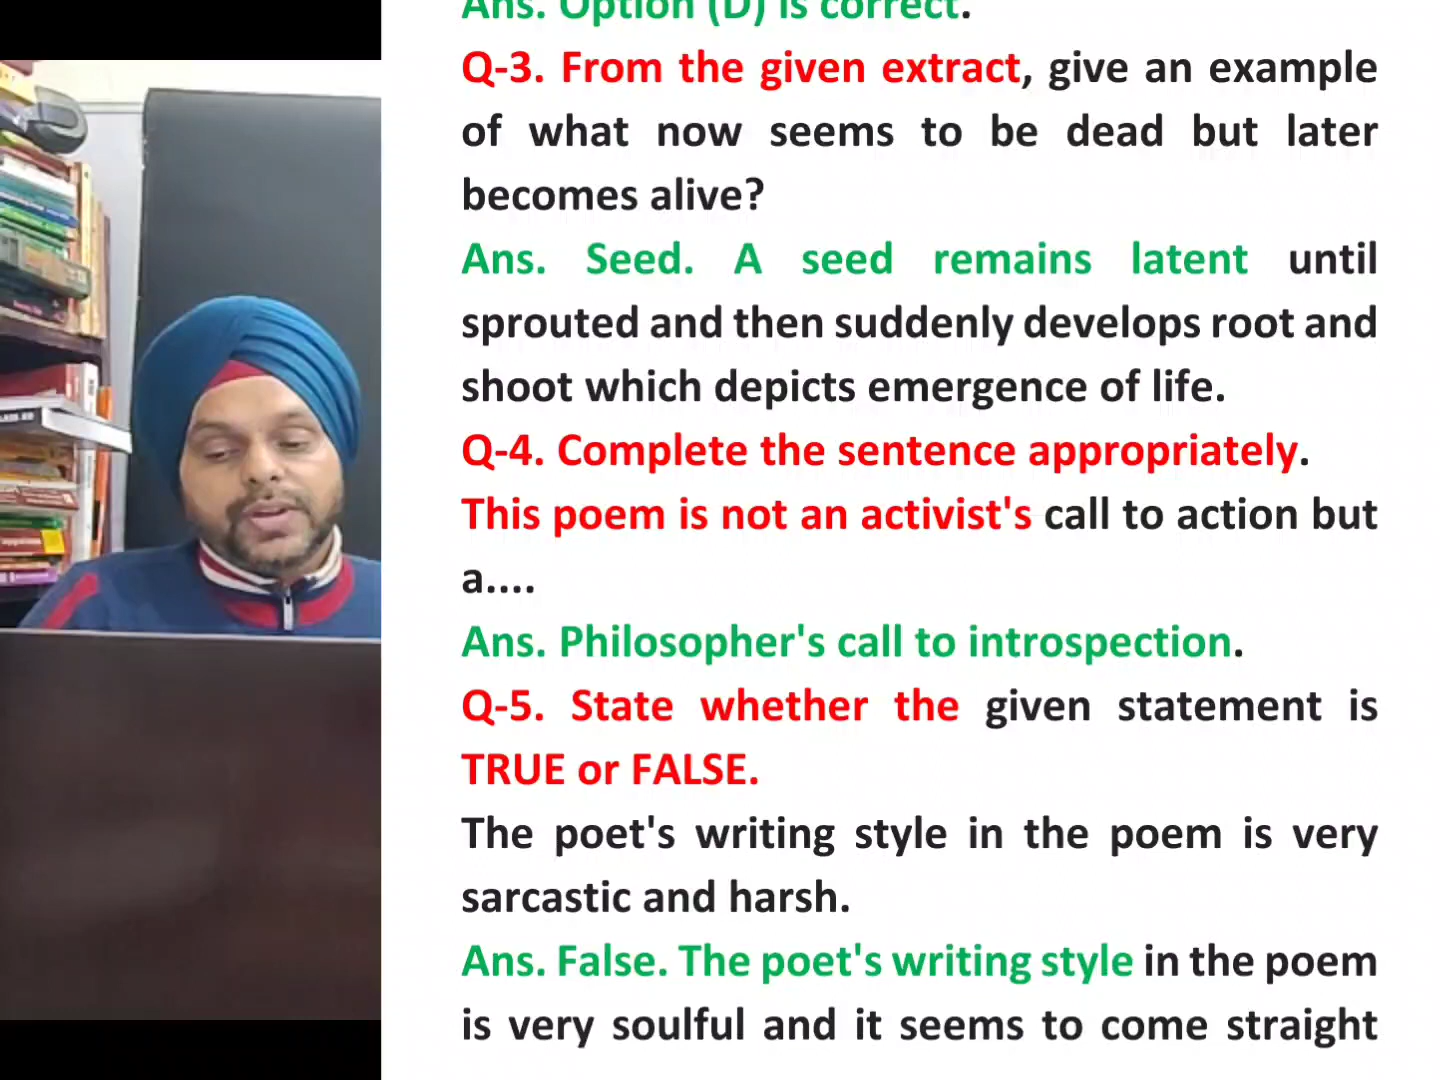 Ans. Option (D) is correct.
Q-3. From the given extract, give an example
of what now seems to be dead but later
becomes alive?
Ans. Seed. A seed remains latent until
sprouted and then suddenly develops root and
shoot which depicts emergence of life.
Q-4. Complete the sentence appropriately.
This poem is not an activist's call to action but
a....
Ans. Philosopher's call to introspection.
Q-5. State whether the given statement is
TRUE or FALSE.
The poet's writing style in the poem is very
sarcastic and harsh.
Ans. False. The poet's writing style in the poem
is very soulful and it seems to come straight